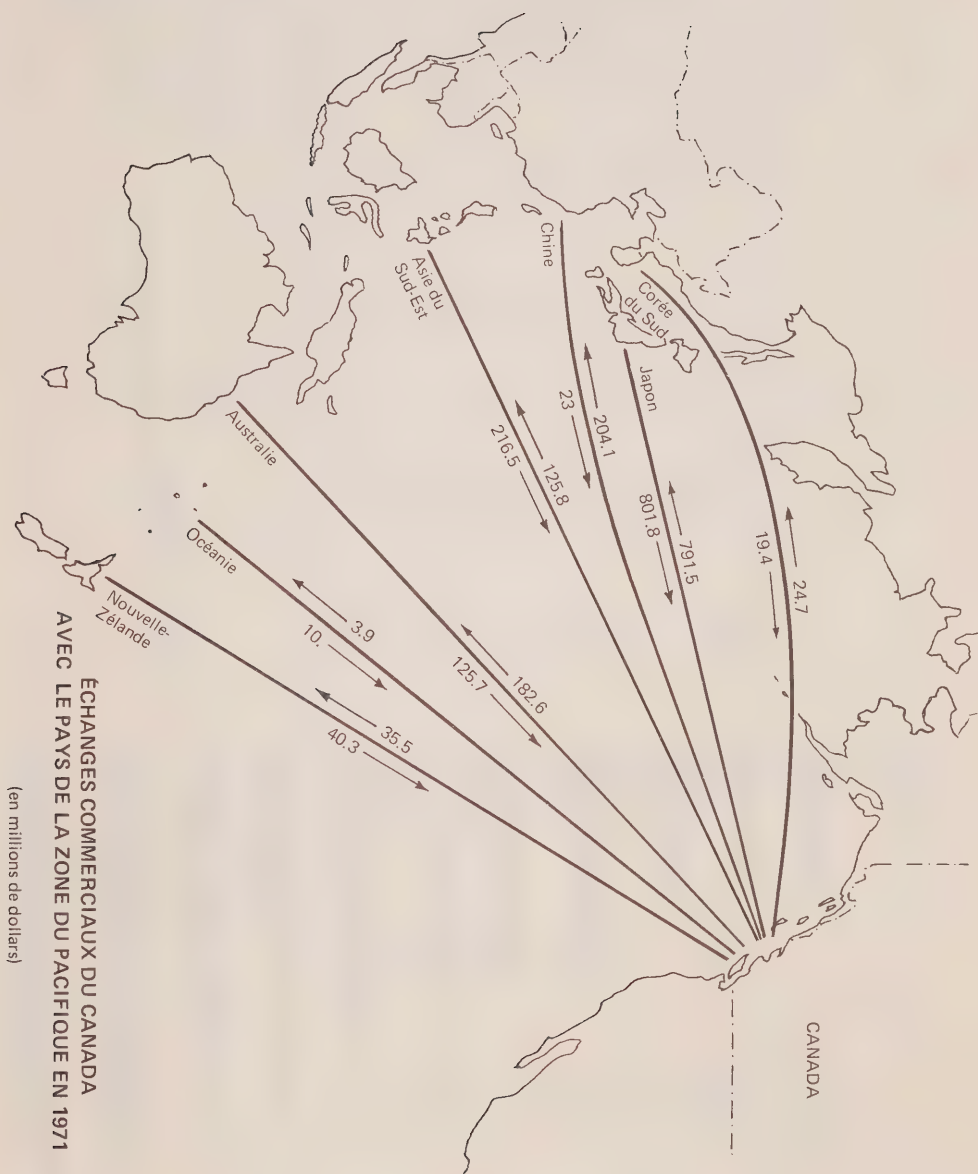 CANADA
Corée
du Sud
24.7
19.4
Japon
791.5
801.8
Chine
204.1
23
Asie du
Sud-Est
125.8
216.5
Australie
182.6
125.7
Océanie
3.9
10.
Nouvelle-
Zélande
35.5
40.3
ÉCHANGES COMMERCIAUX DU CANADA
AVEC LE PAYS DE LA ZONE DU PACIFIQUE EN 1971
(en millions de dollars)